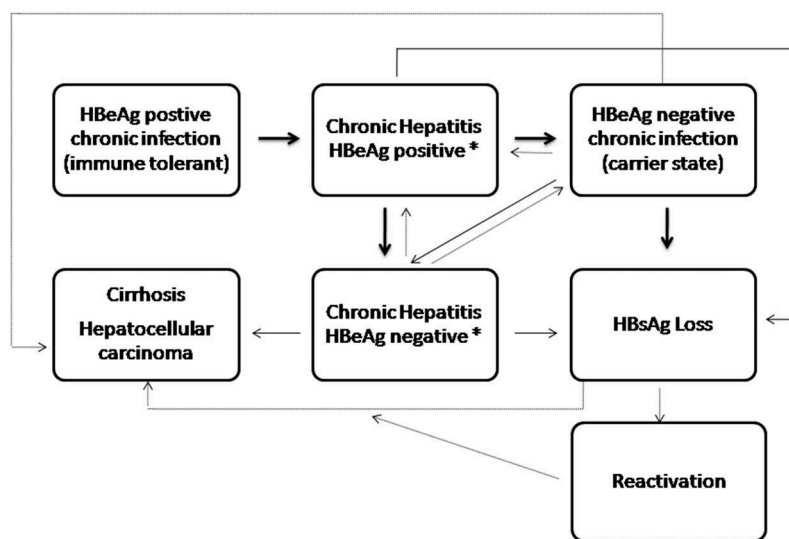 HBeAg postive
chronic infection
(immune tolerant)
Chronic Hepatitis
HBeAg positive *
HBeAg negative
chronic infection
(carrier state)
Cirrhosis
Hepatocellular
carcinoma
Chronic Hepatitis
HBeAg negative *
HBsAg Loss
Reactivation